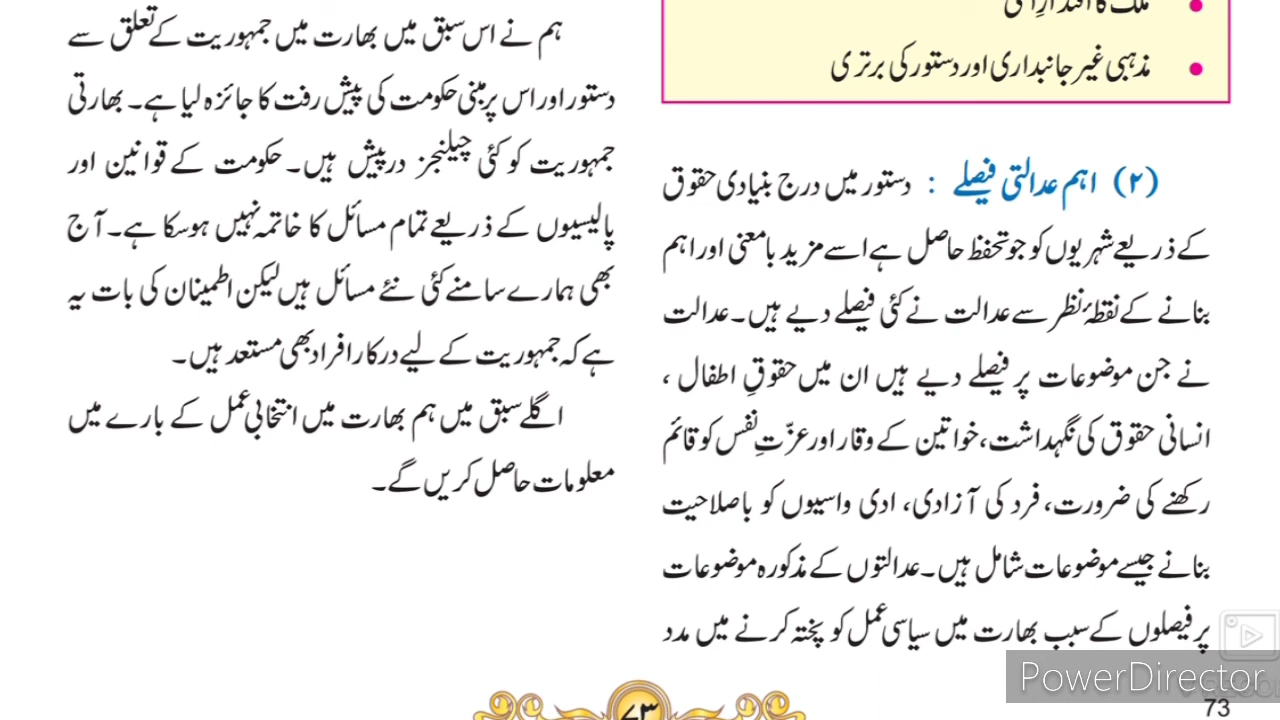 ملک کا اقتدارِ اعلیٰ
مذہبی غیر جانبداری اور دستور کی برتری
(۲) اہم عدالتی فیصلے : دستور میں درج بنیادی حقوق
کے ذریعے شہریوں کو جو تحفظ حاصل ہے اسے مزید بامعنی اور اہم
بنانے کے نقطۂ نظر سے عدالت نے کئی فیصلے دیے ہیں۔ عدالت
نے جن موضوعات پر فیصلے دیے ہیں ان میں حقوقِ اطفال ،
انسانی حقوق کی نگہداشت، خواتین کے وقار اور عزّتِ نفس کو قائم
رکھنے کی ضرورت، فرد کی آزادی، ادی واسیوں کو باصلاحیت
بنانے جیسے موضوعات شامل ہیں۔ عدالتوں کے مذکورہ موضوعات
پر فیصلوں کے سبب بھارت میں سیاسی عمل کو پختہ کرنے میں مدد
ہم نے اس سبق میں بھارت میں جمہوریت کے تعلق سے
دستور اور اس پر مبنی حکومت کی پیش رفت کا جائزہ لیا ہے۔ بھارتی
جمہوریت کو کئی چیلنجز درپیش ہیں۔ حکومت کے قوانین اور
پالیسیوں کے ذریعے تمام مسائل کا خاتمہ نہیں ہوسکا ہے۔ آج
بھی ہمارے سامنے کئی نئے مسائل ہیں لیکن اطمینان کی بات یہ
ہے کہ جمہوریت کے لیے درکار افراد بھی مستعد ہیں۔
اگلے سبق میں ہم بھارت میں انتخابی عمل کے بارے میں
معلومات حاصل کریں گے۔
۷۳
PowerDirector
73